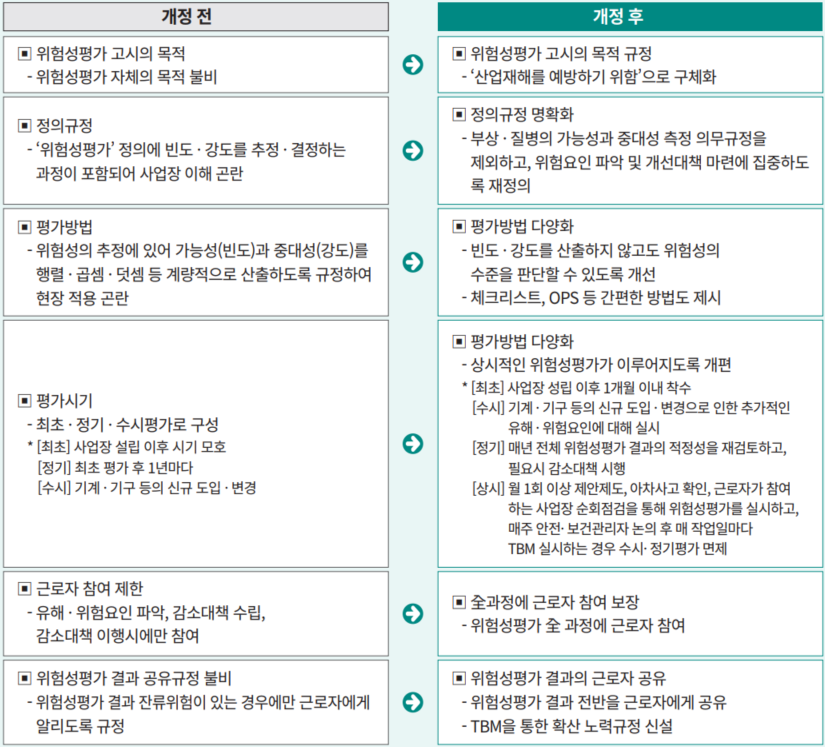 개정 전
개정 후
▣ 위험성평가 고시의 목적
- 위험성평가 자체의 목적 불비
▣ 위험성평가 고시의 목적 규정
- ‘산업재해를 예방하기 위함’으로 구체화
▣ 정의규정
- ‘위험성평가’ 정의에 빈도 · 강도를 추정 · 결정하는
과정이 포함되어 사업장 이해 곤란
▣ 정의규정 명확화
- 부상 · 질병의 가능성과 중대성 측정 의무규정을
제외하고, 위험요인 파악 및 개선대책 마련에 집중하도
록 재정의
▣ 평가방법
- 위험성의 추정에 있어 가능성(빈도)과 중대성(강도)를
행렬 · 곱셈 · 덧셈 등 계량적으로 산출하도록 규정하여
현장 적용 곤란
▣ 평가방법 다양화
- 빈도 · 강도를 산출하지 않고도 위험성의
수준을 판단할 수 있도록 개선
- 체크리스트, OPS 등 간편한 방법도 제시
▣ 평가시기
- 최초 · 정기 · 수시평가로 구성
* [최초] 사업장 설립 이후 시기 모호
[정기] 최초 평가 후 1년마다
[수시] 기계 · 기구 등의 신규 도입 · 변경
▣ 평가방법 다양화
- 상시적인 위험성평가가 이루어지도록 개편
* [최초] 사업장 성립 이후 1개월 이내 착수
[수시] 기계 · 기구 등의 신규 도입 · 변경으로 인한 추가적인
유해 · 위험요인에 대해 실시
[정기] 매년 전체 위험성평가 결과의 적정성을 재검토하고,
필요시 감소대책 시행
[상시] 월 1회 이상 제안제도, 아차사고 확인, 근로자가 참여
하는 사업장 순회점검을 통해 위험성평가를 실시하고,
매주 안전· 보건관리자 논의 후 매 작업일마다
TBM 실시하는 경우 수시· 정기평가 면제
▣ 근로자 참여 제한
- 유해 · 위험요인 파악, 감소대책 수립,
감소대책 이행시에만 참여
▣ 全과정에 근로자 참여 보장
- 위험성평가 全 과정에 근로자 참여
▣ 위험성평가 결과 공유규정 불비
- 위험성평가 결과 잔류위험이 있는 경우에만 근로자에게
알리도록 규정
▣ 위험성평가 결과의 근로자 공유
- 위험성평가 결과 전반을 근로자에게 공유
- TBM을 통한 확산 노력규정 신설